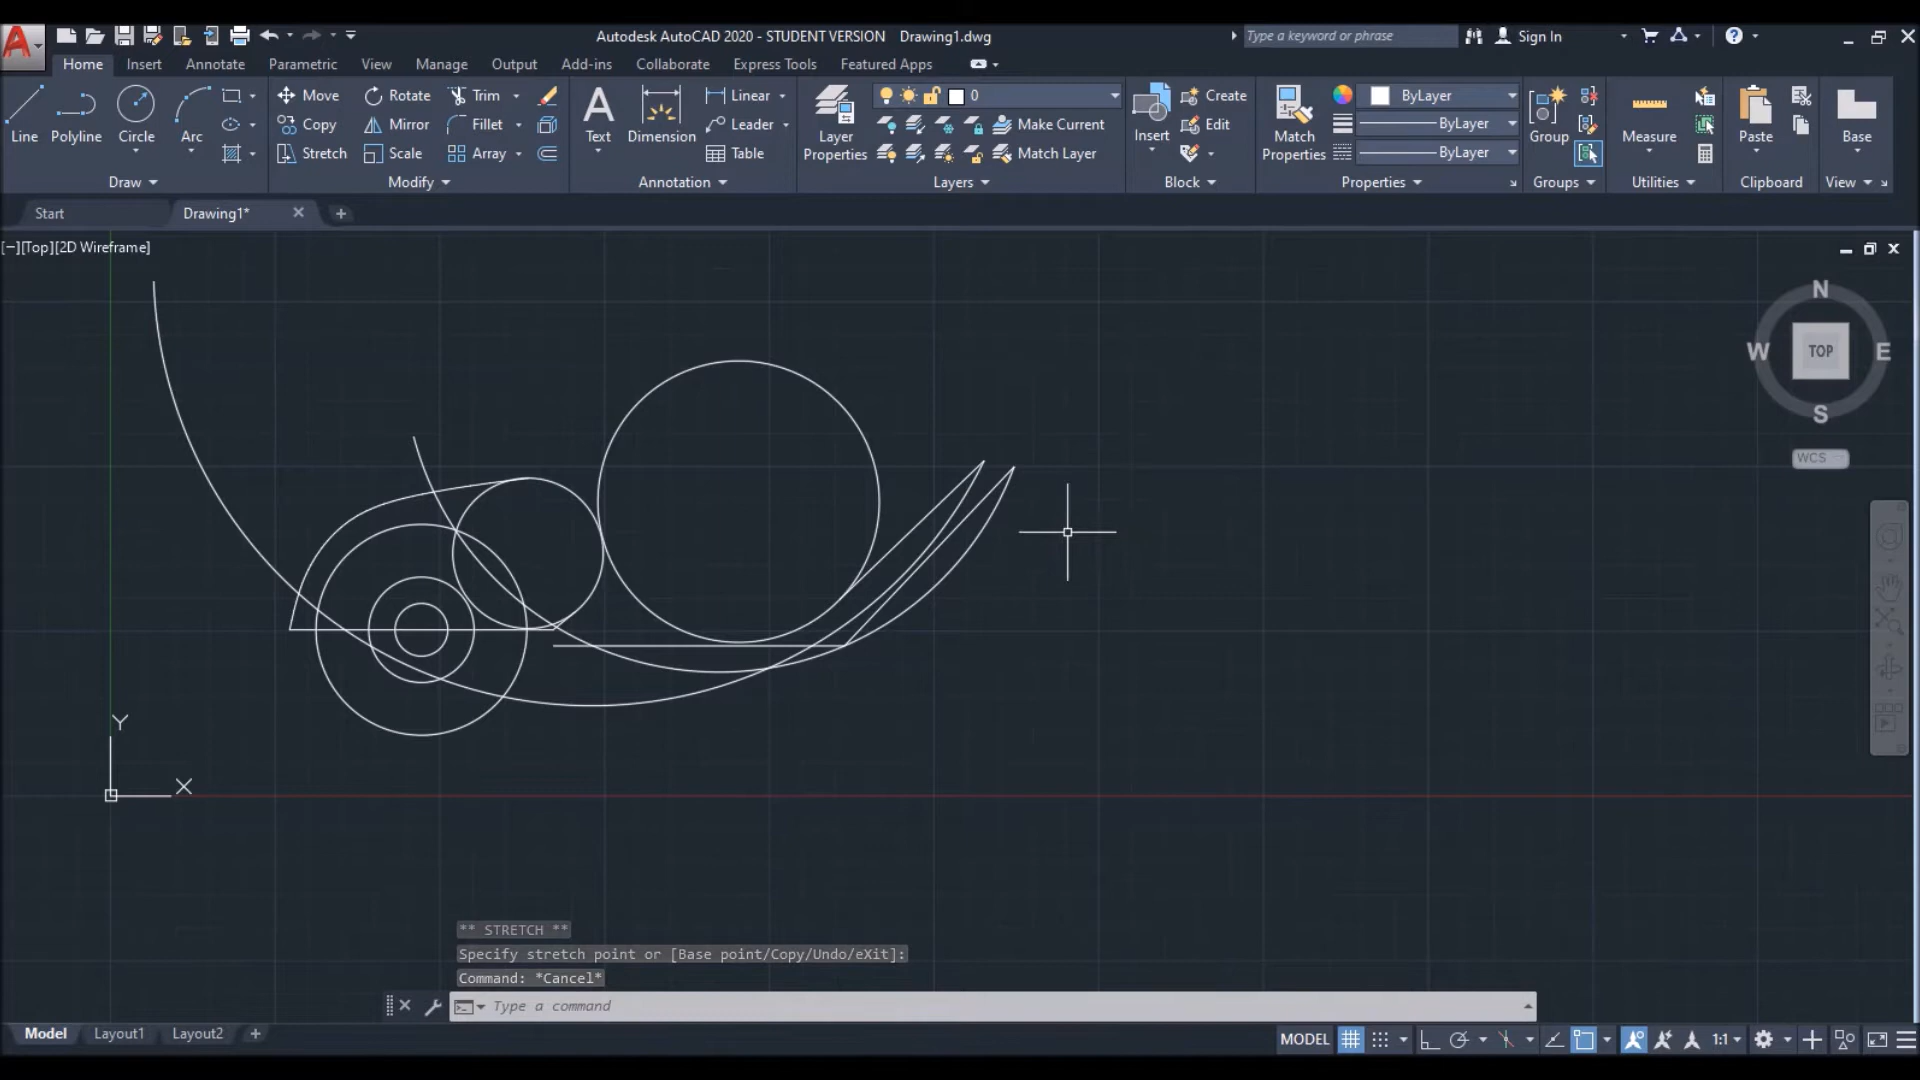 Autodesk AutoCAD 2020 - STUDENT VERSION Drawing1.dwg
Type a keyword or phrase
Sign In
Home Insert Annotate Parametric View Manage Output Add-ins Collaborate Express Tools Featured Apps
Move Rotate Trim Linear 0 Create ByLayer
Line Polyline Circle Arc Copy Mirror Fillet Text Dimension Leader Layer Properties Make Current Insert Edit Match Properties ByLayer Group Measure Paste Base
Stretch Scale Array Table Match Layer ByLayer
Draw Modify Annotation Layers Block Properties Groups Utilities Clipboard View
Start Drawing1* +
[−][Top][2D Wireframe]
N
W TOP E
S
WCS
Y
X
** STRETCH **
Specify stretch point or [Base point/Copy/Undo/eXit]:
Command: *Cancel*
Type a command
Model Layout1 Layout2 + MODEL 1:1